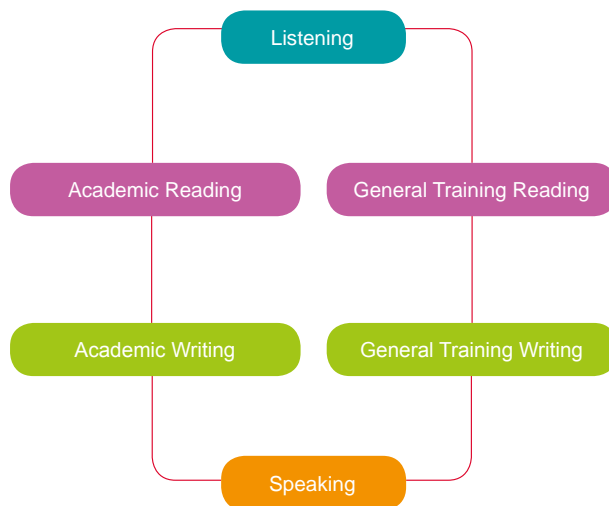 Listening
Academic Reading
General Training Reading
Academic Writing
General Training Writing
Speaking